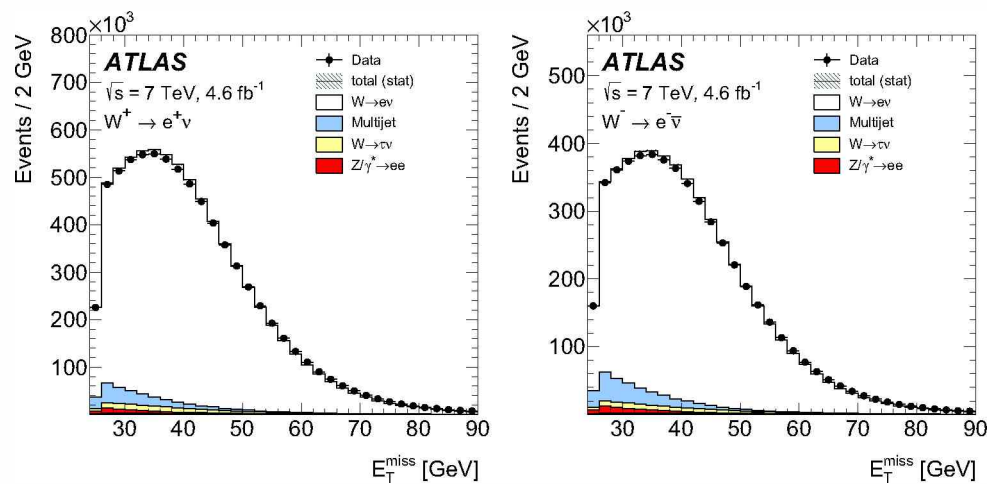 ×10³
800
700
600
500
400
300
200
100
Events / 2 GeV
ATLAS
√s = 7 TeV, 4.6 fb⁻¹
W⁺ → e⁺ν
Data
total (stat)
W→eν
Multijet
W→τν
Z/γ*→ee
30 40 50 60 70 80 90
E_T^miss [GeV]
×10³
500
400
300
200
100
Events / 2 GeV
ATLAS
√s = 7 TeV, 4.6 fb⁻¹
W⁻ → e⁻ν̅
Data
total (stat)
W→eν
Multijet
W→τν
Z/γ*→ee
30 40 50 60 70 80 90
E_T^miss [GeV]